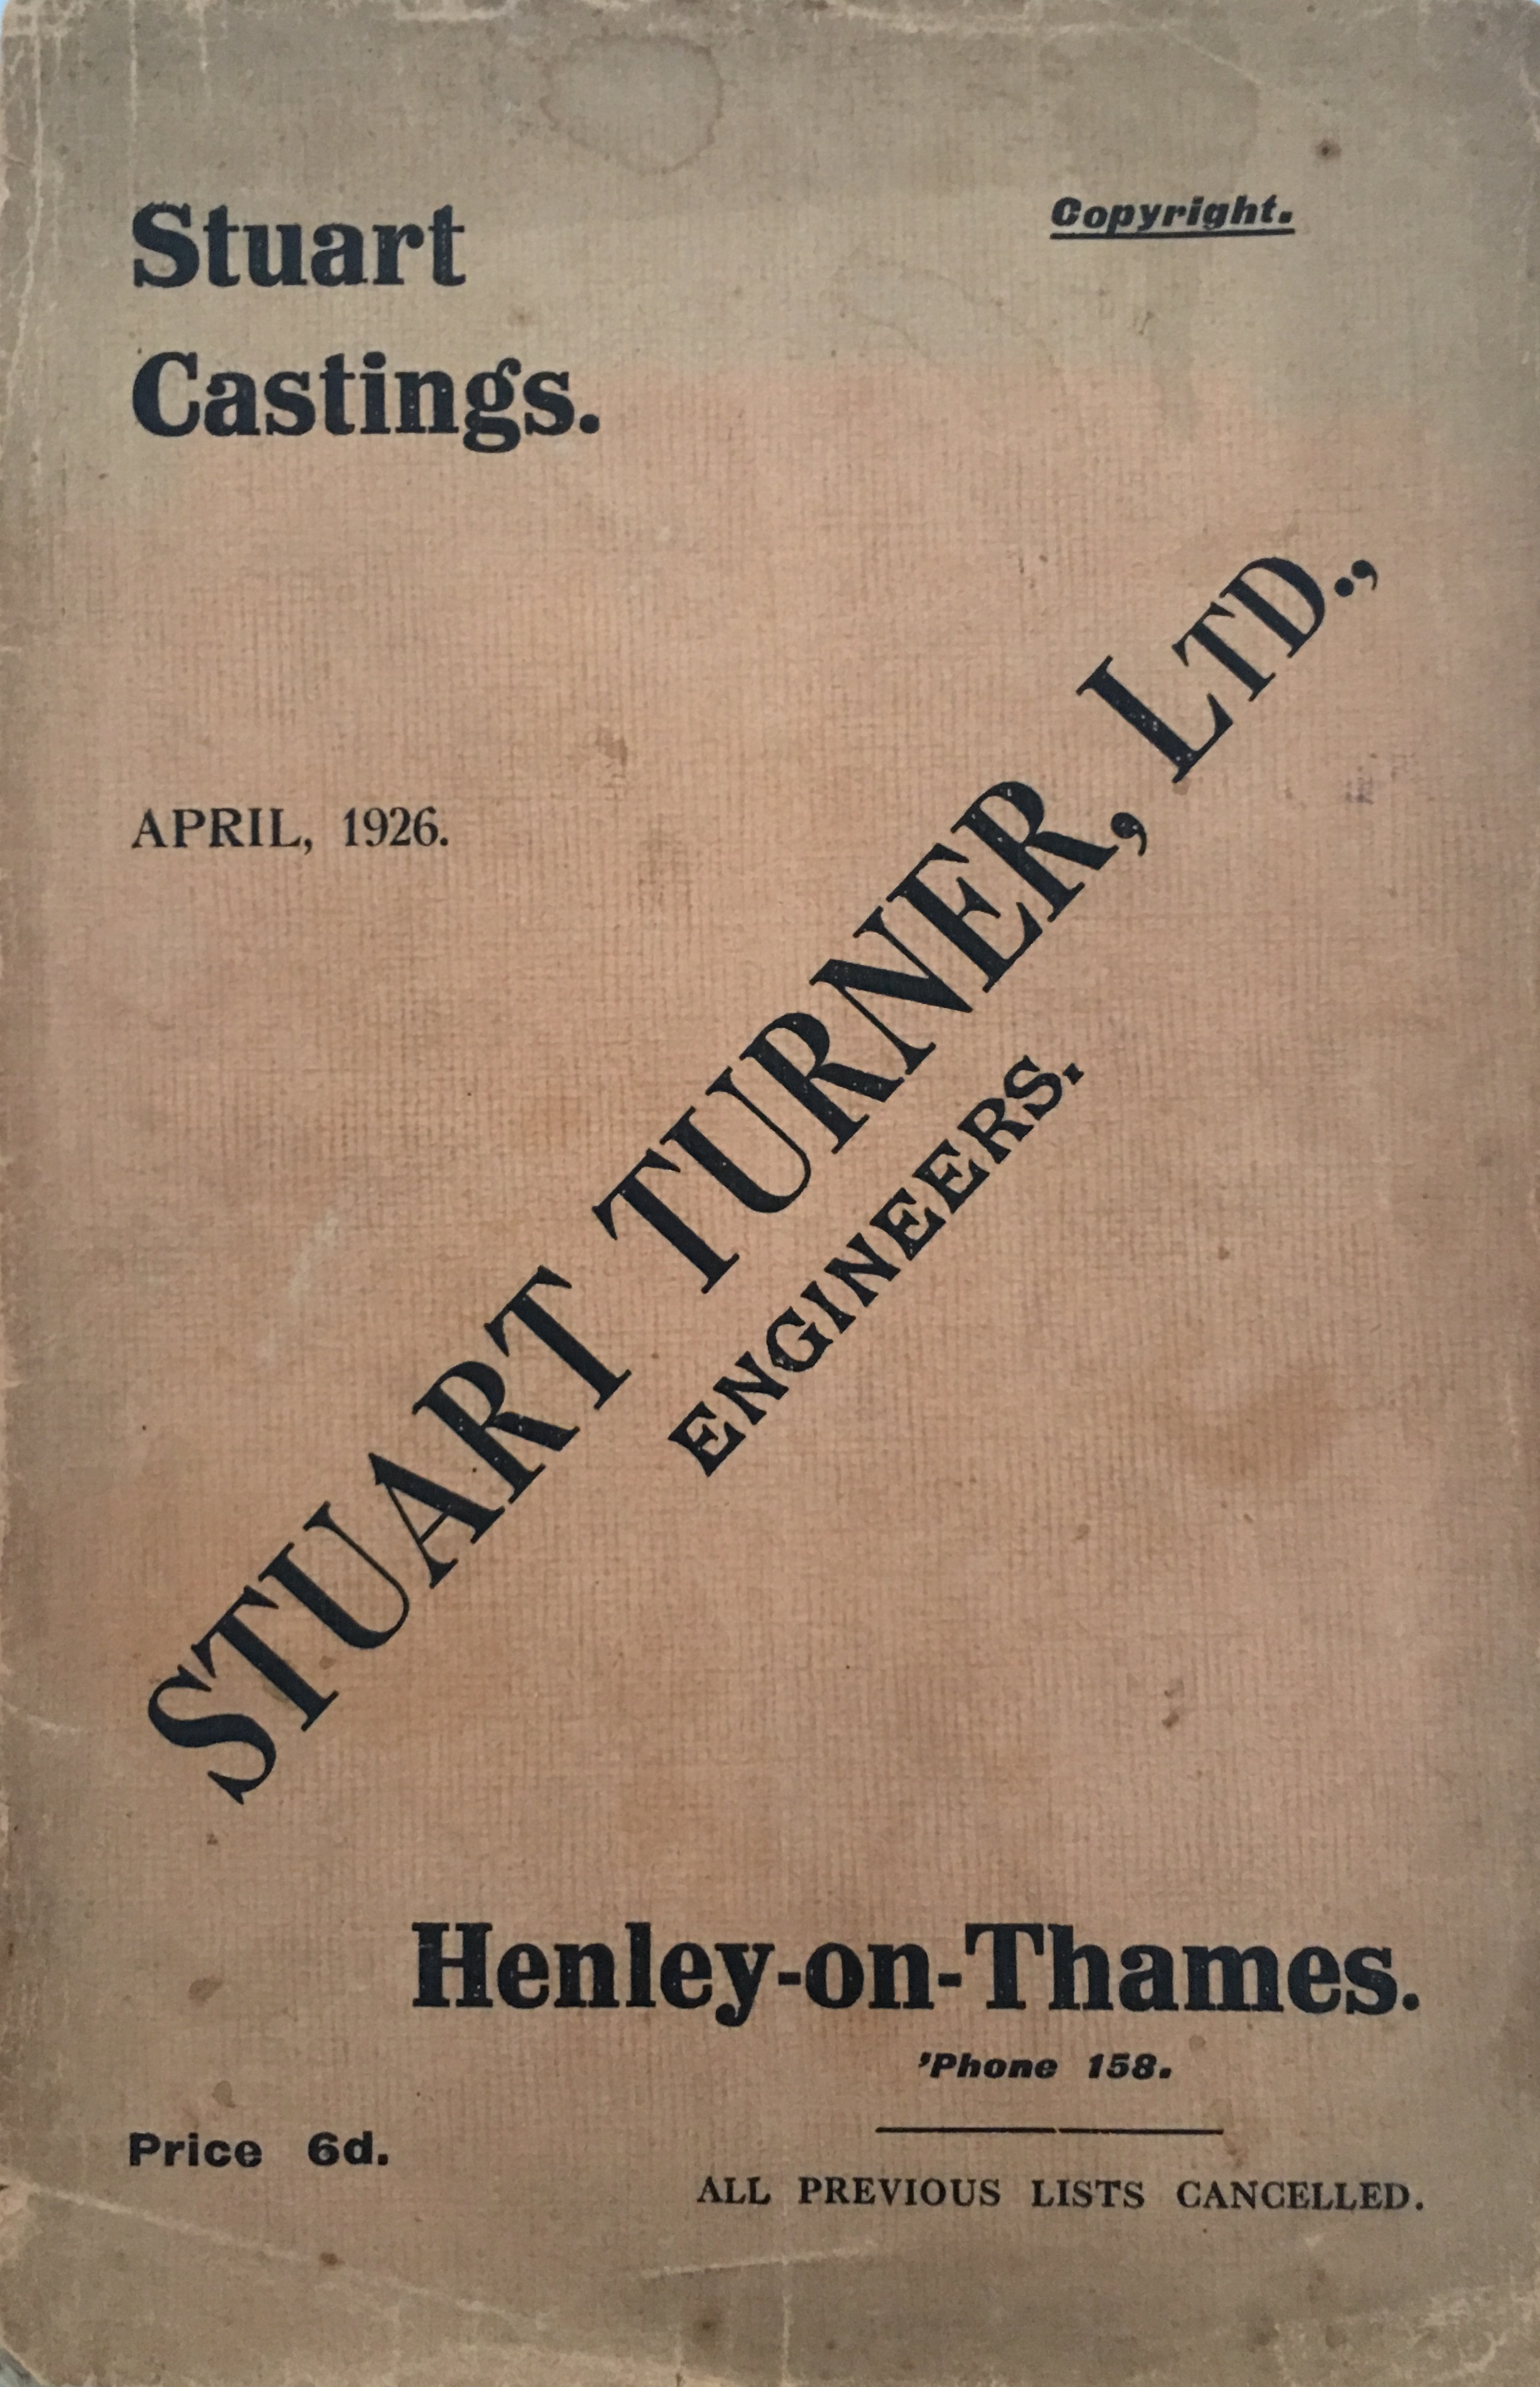 Stuart
Castings.
Copyright.
APRIL, 1926.
STUART TURNER, LTD.,
ENGINEERS.
Henley-on-Thames.
'Phone 158.
Price 6d.
ALL PREVIOUS LISTS CANCELLED.